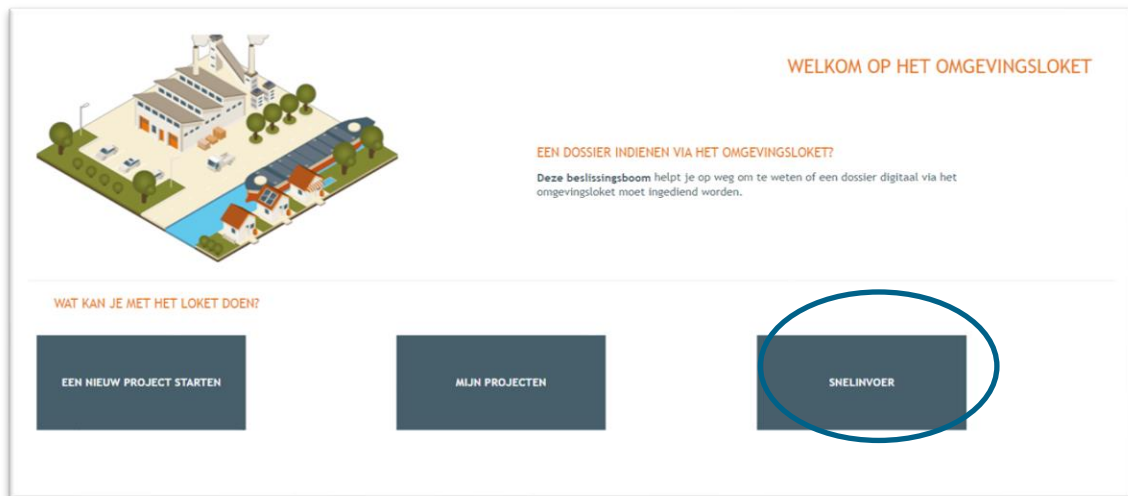 WELKOM OP HET OMGEVINGSLOKET
EEN DOSSIER INDIENEN VIA HET OMGEVINGSLOKET?
Deze beslissingsboom helpt je op weg om te weten of een dossier digitaal via het
omgevingsloket moet ingediend worden.
WAT KAN JE MET HET LOKET DOEN?
EEN NIEUW PROJECT STARTEN
MIJN PROJECTEN
SNELINVOER